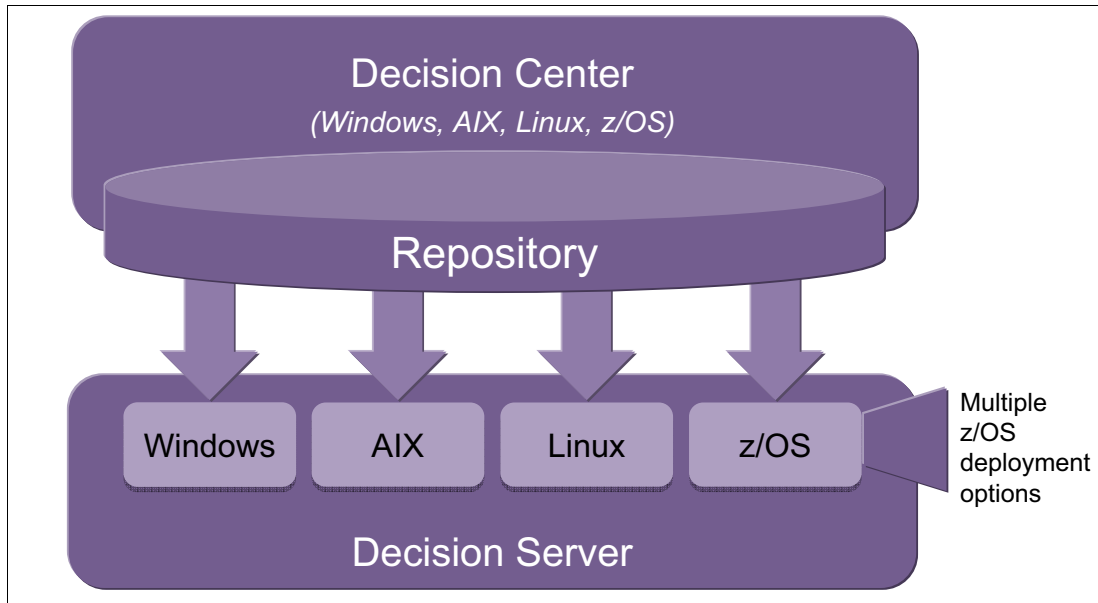 Decision Center
(Windows, AIX, Linux, z/OS)
Repository
Windows
AIX
Linux
z/OS
Multiple
z/OS
deployment
options
Decision Server